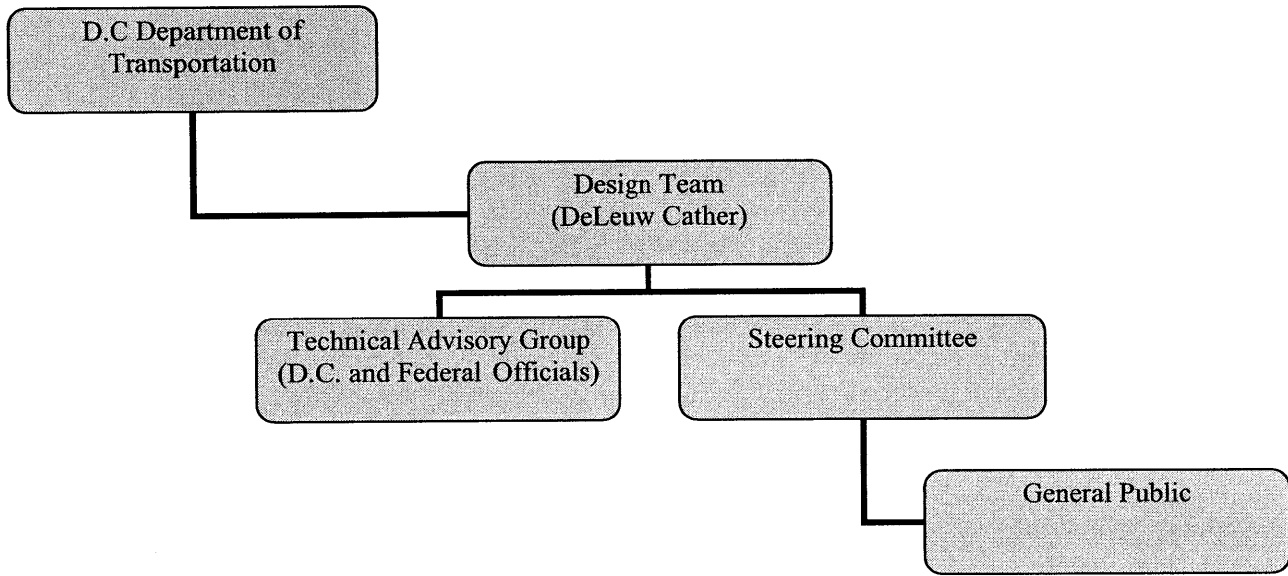 D.C Department of
Transportation
Design Team
(DeLeuw Cather)
Technical Advisory Group
(D.C. and Federal Officials)
Steering Committee
General Public